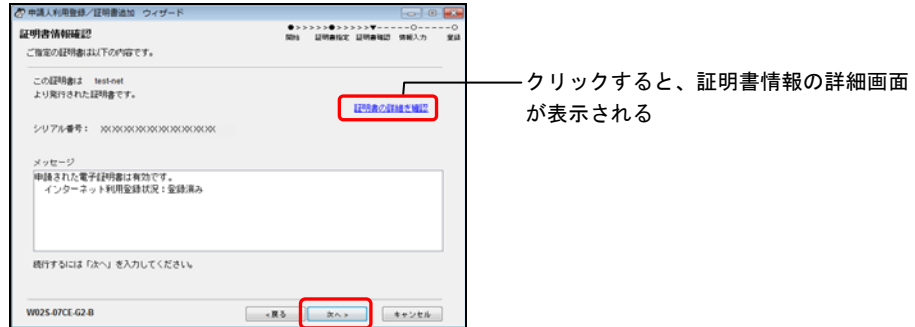 申請人利用登録／証明書追加 ウィザード
証明書情報確認
●>>>>>●>>>>>▼-----○-----○
開始 証明書指定 証明書確認 情報入力 登録
ご指定の証明書は以下の内容です。
この証明書は test-net
より発行された証明書です。
証明書の詳細を確認
クリックすると、証明書情報の詳細画面
が表示される
シリアル番号： XXXXXXXXXXXXXXXXXXXX
メッセージ
申請された電子証明書は有効です。
インターネット利用登録状況：登録済み
続行するには「次へ」を入力してください。
W02S-07CE-G2-B
<戻る 次へ> キャンセル